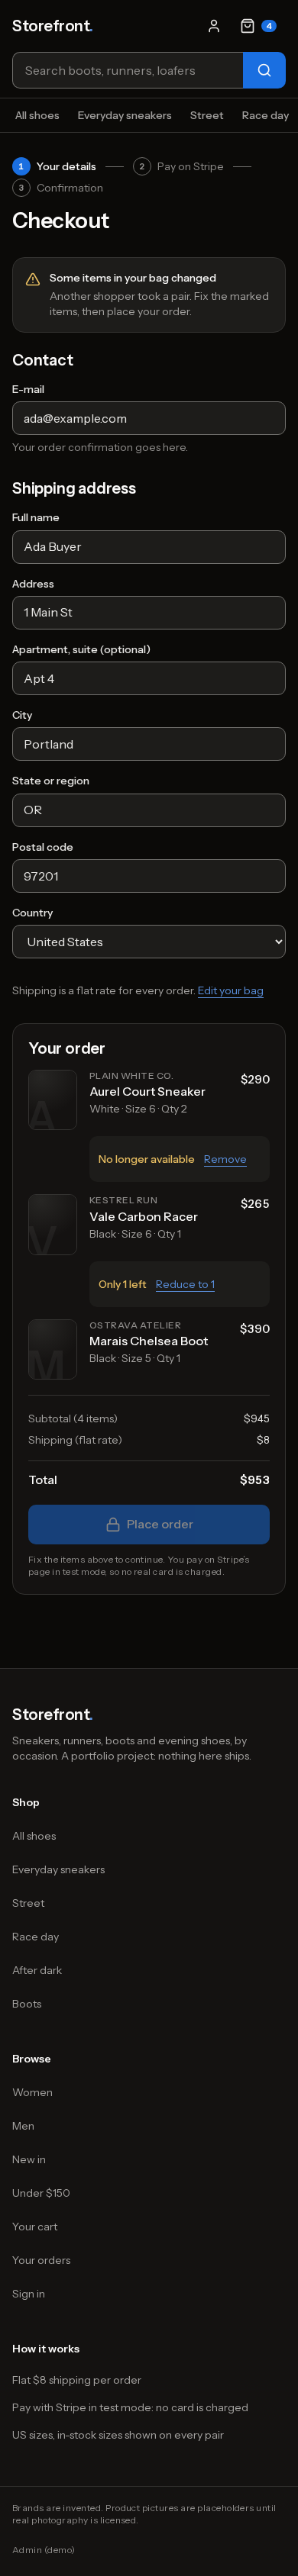 Storefront.
4
Search boots, runners, loafers
All shoes Everyday sneakers Street Race day
1 Your details 2 Pay on Stripe
3 Confirmation
Checkout
Some items in your bag changed
Another shopper took a pair. Fix the marked
items, then place your order.
Contact
E-mail
ada@example.com
Your order confirmation goes here.
Shipping address
Full name
Ada Buyer
Address
1 Main St
Apartment, suite (optional)
Apt 4
City
Portland
State or region
OR
Postal code
97201
Country
United States
Shipping is a flat rate for every order. Edit your bag
Your order
A
PLAIN WHITE CO.
$290
Aurel Court Sneaker
White · Size 6 · Qty 2
No longer available Remove
V
KESTREL RUN
$265
Vale Carbon Racer
Black · Size 6 · Qty 1
Only 1 left Reduce to 1
M
OSTRAVA ATELIER
$390
Marais Chelsea Boot
Black · Size 5 · Qty 1
Subtotal (4 items) $945
Shipping (flat rate) $8
Total $953
Place order
Fix the items above to continue. You pay on Stripe's
page in test mode, so no real card is charged.
Storefront.
Sneakers, runners, boots and evening shoes, by
occasion. A portfolio project: nothing here ships.
Shop
All shoes
Everyday sneakers
Street
Race day
After dark
Boots
Browse
Women
Men
New in
Under $150
Your cart
Your orders
Sign in
How it works
Flat $8 shipping per order
Pay with Stripe in test mode: no card is charged
US sizes, in-stock sizes shown on every pair
Brands are invented. Product pictures are placeholders until
real photography is licensed.
Admin (demo)